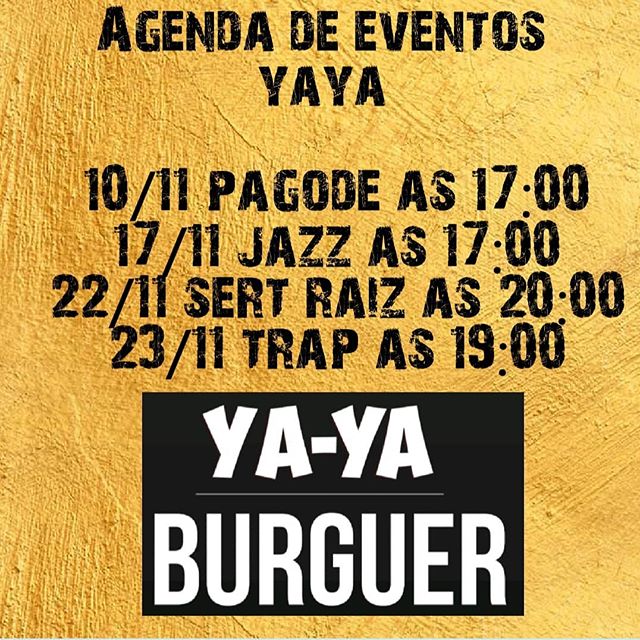 AGENDA DE EVENTOS
YAYA
10/11 PAGODE AS 17:00
17/11 JAZZ AS 17:00
22/11 SERT RAIZ AS 20:00
23/11 TRAP AS 19:00
YA-YA
BURGUER